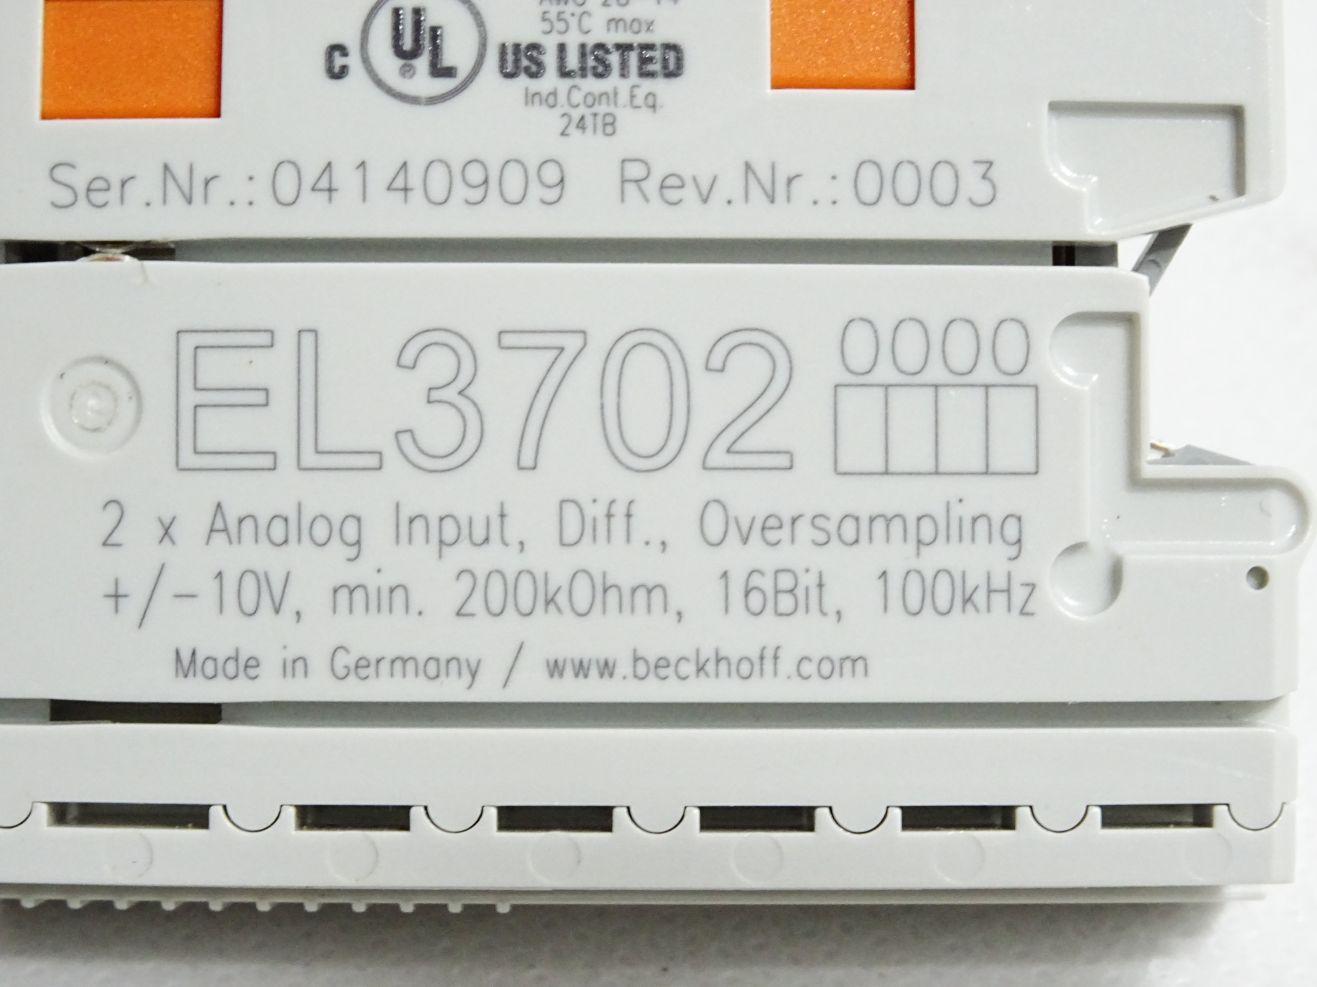 55°C max
C UL ® US LISTED
Ind.Cont.Eq.
24TB
Ser.Nr.:04140909 Rev.Nr.:0003
EL3702 0000
2 x Analog Input, Diff., Oversampling
+/-10V, min. 200kOhm, 16Bit, 100kHz
Made in Germany / www.beckhoff.com